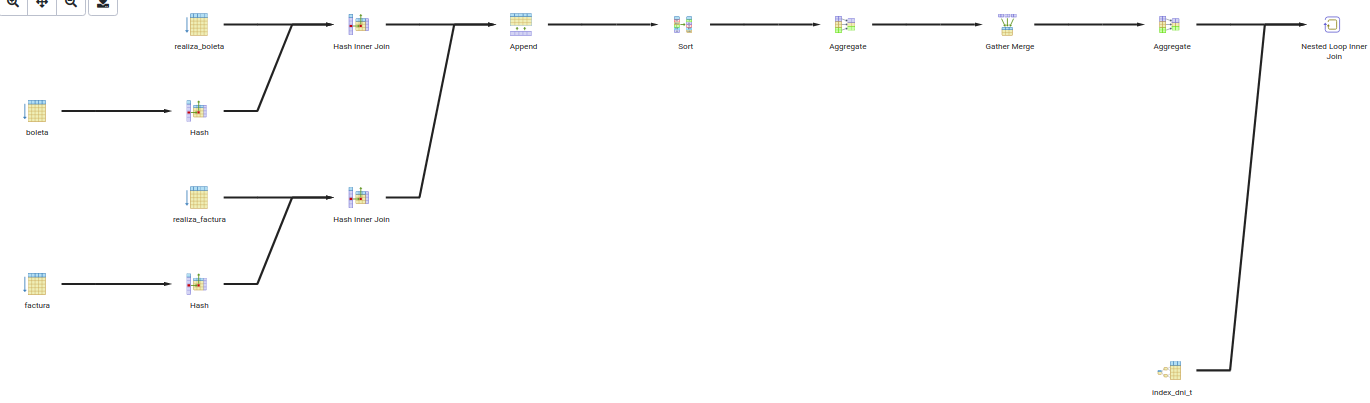 realiza_boleta
Hash Inner Join
Append
Sort
Aggregate
Gather Merge
Aggregate
Nested Loop Inner
Join
boleta
Hash
realiza_factura
Hash Inner Join
factura
Hash
index_dni_t